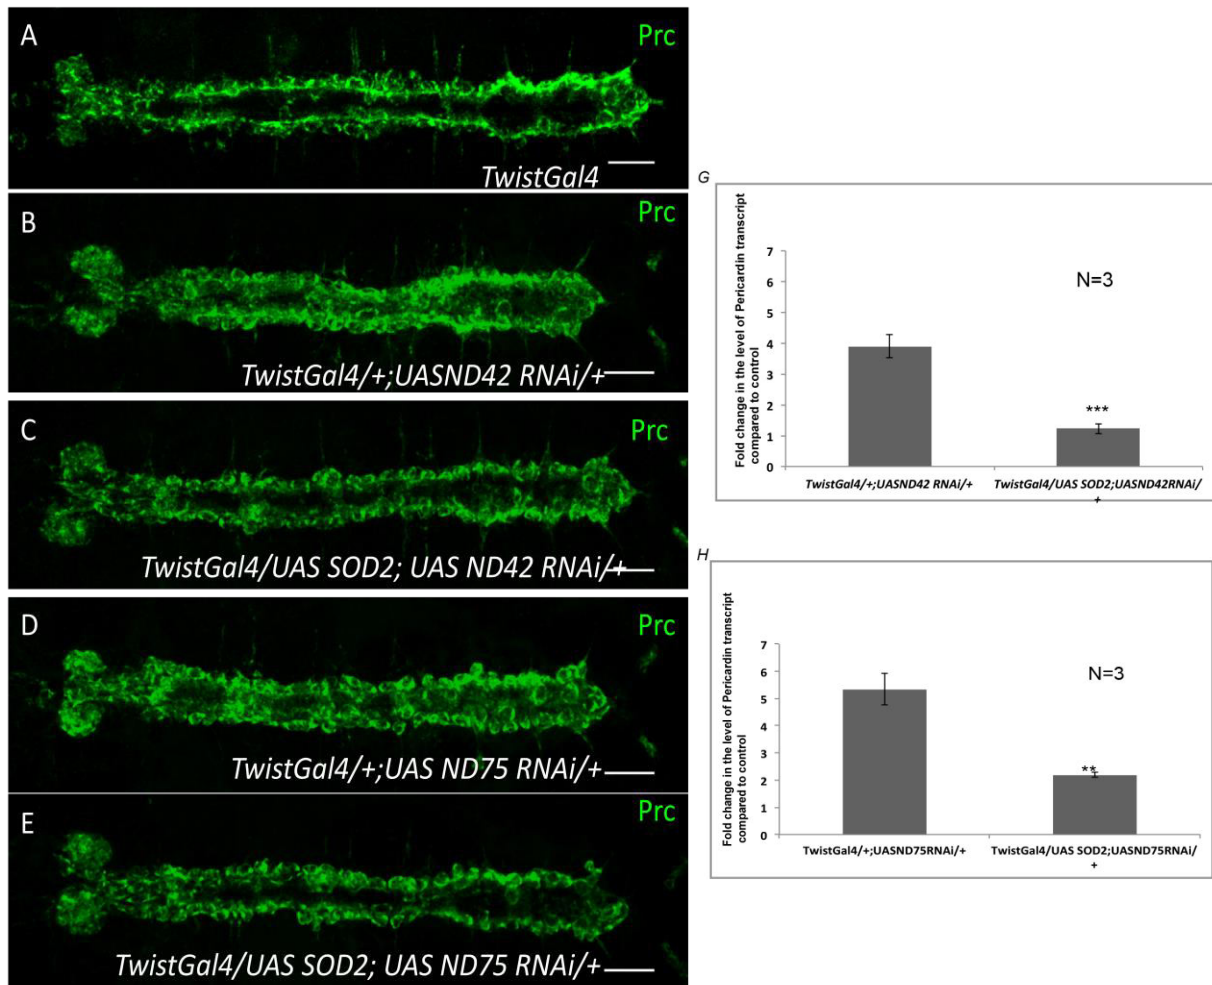 A
Prc
TwistGal4
B
Prc
TwistGal4/+;UASND42 RNAi/+
C
Prc
TwistGal4/UAS SOD2; UAS ND42 RNAi/+
D
Prc
TwistGal4/+;UAS ND75 RNAi/+
E
Prc
TwistGal4/UAS SOD2; UAS ND75 RNAi/+
G
Fold change in the level of Pericardin transcript
compared to control
7
6
5
4
3
2
1
0
N=3
***
TwistGal4/+;UASND42 RNAi/+
TwistGal4/UAS SOD2;UASND42RNAi/
+
H
Fold change in the level of Pericardin transcript
compared to control
7
6
5
4
3
2
1
0
N=3
**
TwistGal4/+;UASND75RNAi/+
TwistGal4/UAS SOD2;UASND75RNAi/
+